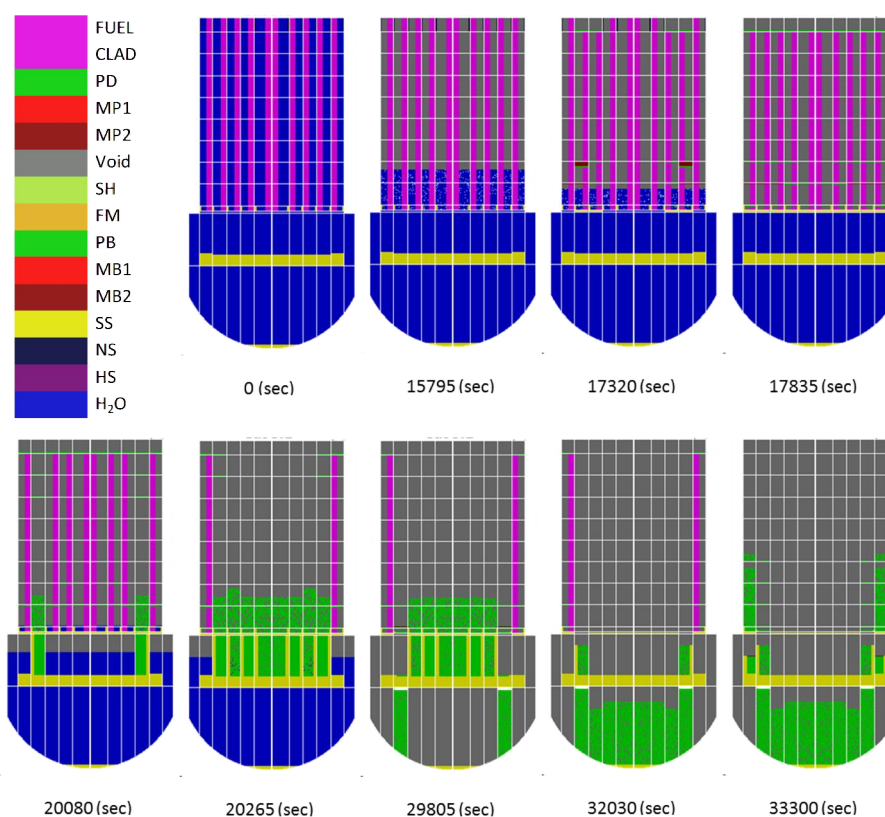 FUEL
CLAD
PD
MP1
MP2
Void
SH
FM
PB
MB1
MB2
SS
NS
HS
H₂O
0 (sec)
15795 (sec)
17320 (sec)
17835 (sec)
20080 (sec)
20265 (sec)
29805 (sec)
32030 (sec)
33300 (sec)